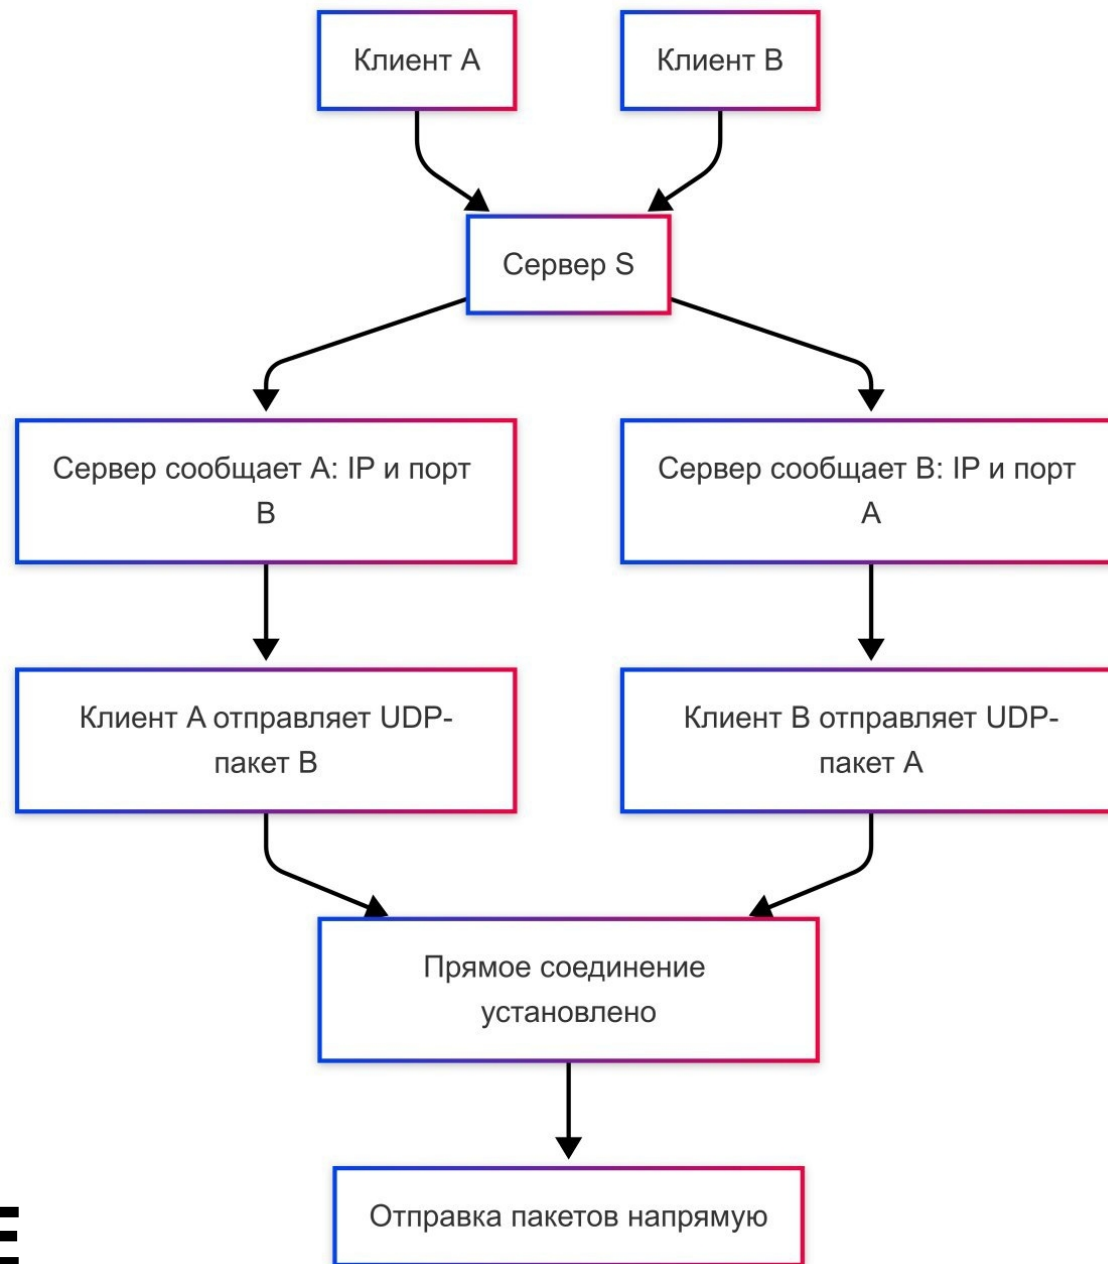 Клиент A
Клиент B
Сервер S
Сервер сообщает A: IP и порт
B
Сервер сообщает B: IP и порт
A
Клиент A отправляет UDP-
пакет B
Клиент B отправляет UDP-
пакет A
Прямое соединение
установлено
Отправка пакетов напрямую